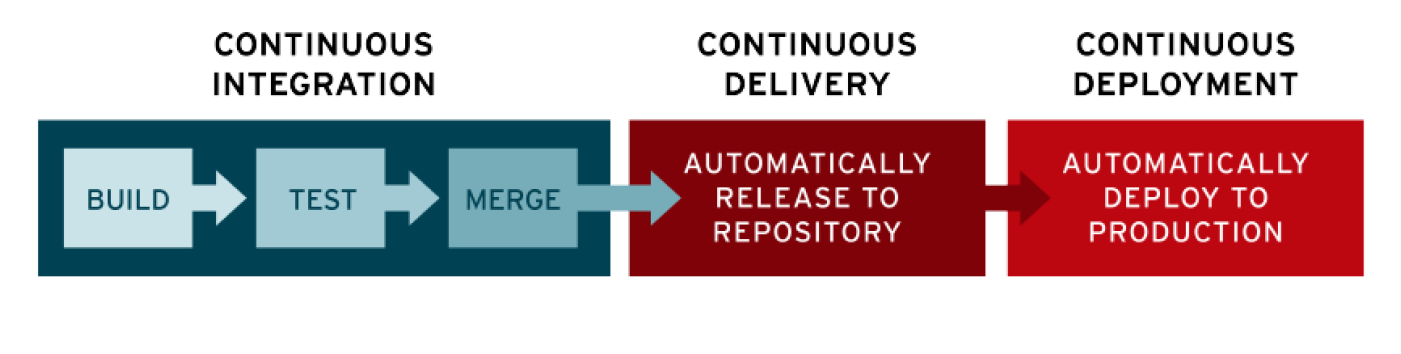 CONTINUOUS
INTEGRATION
CONTINUOUS
DELIVERY
CONTINUOUS
DEPLOYMENT
BUILD
TEST
MERGE
AUTOMATICALLY
RELEASE TO
REPOSITORY
AUTOMATICALLY
DEPLOY TO
PRODUCTION